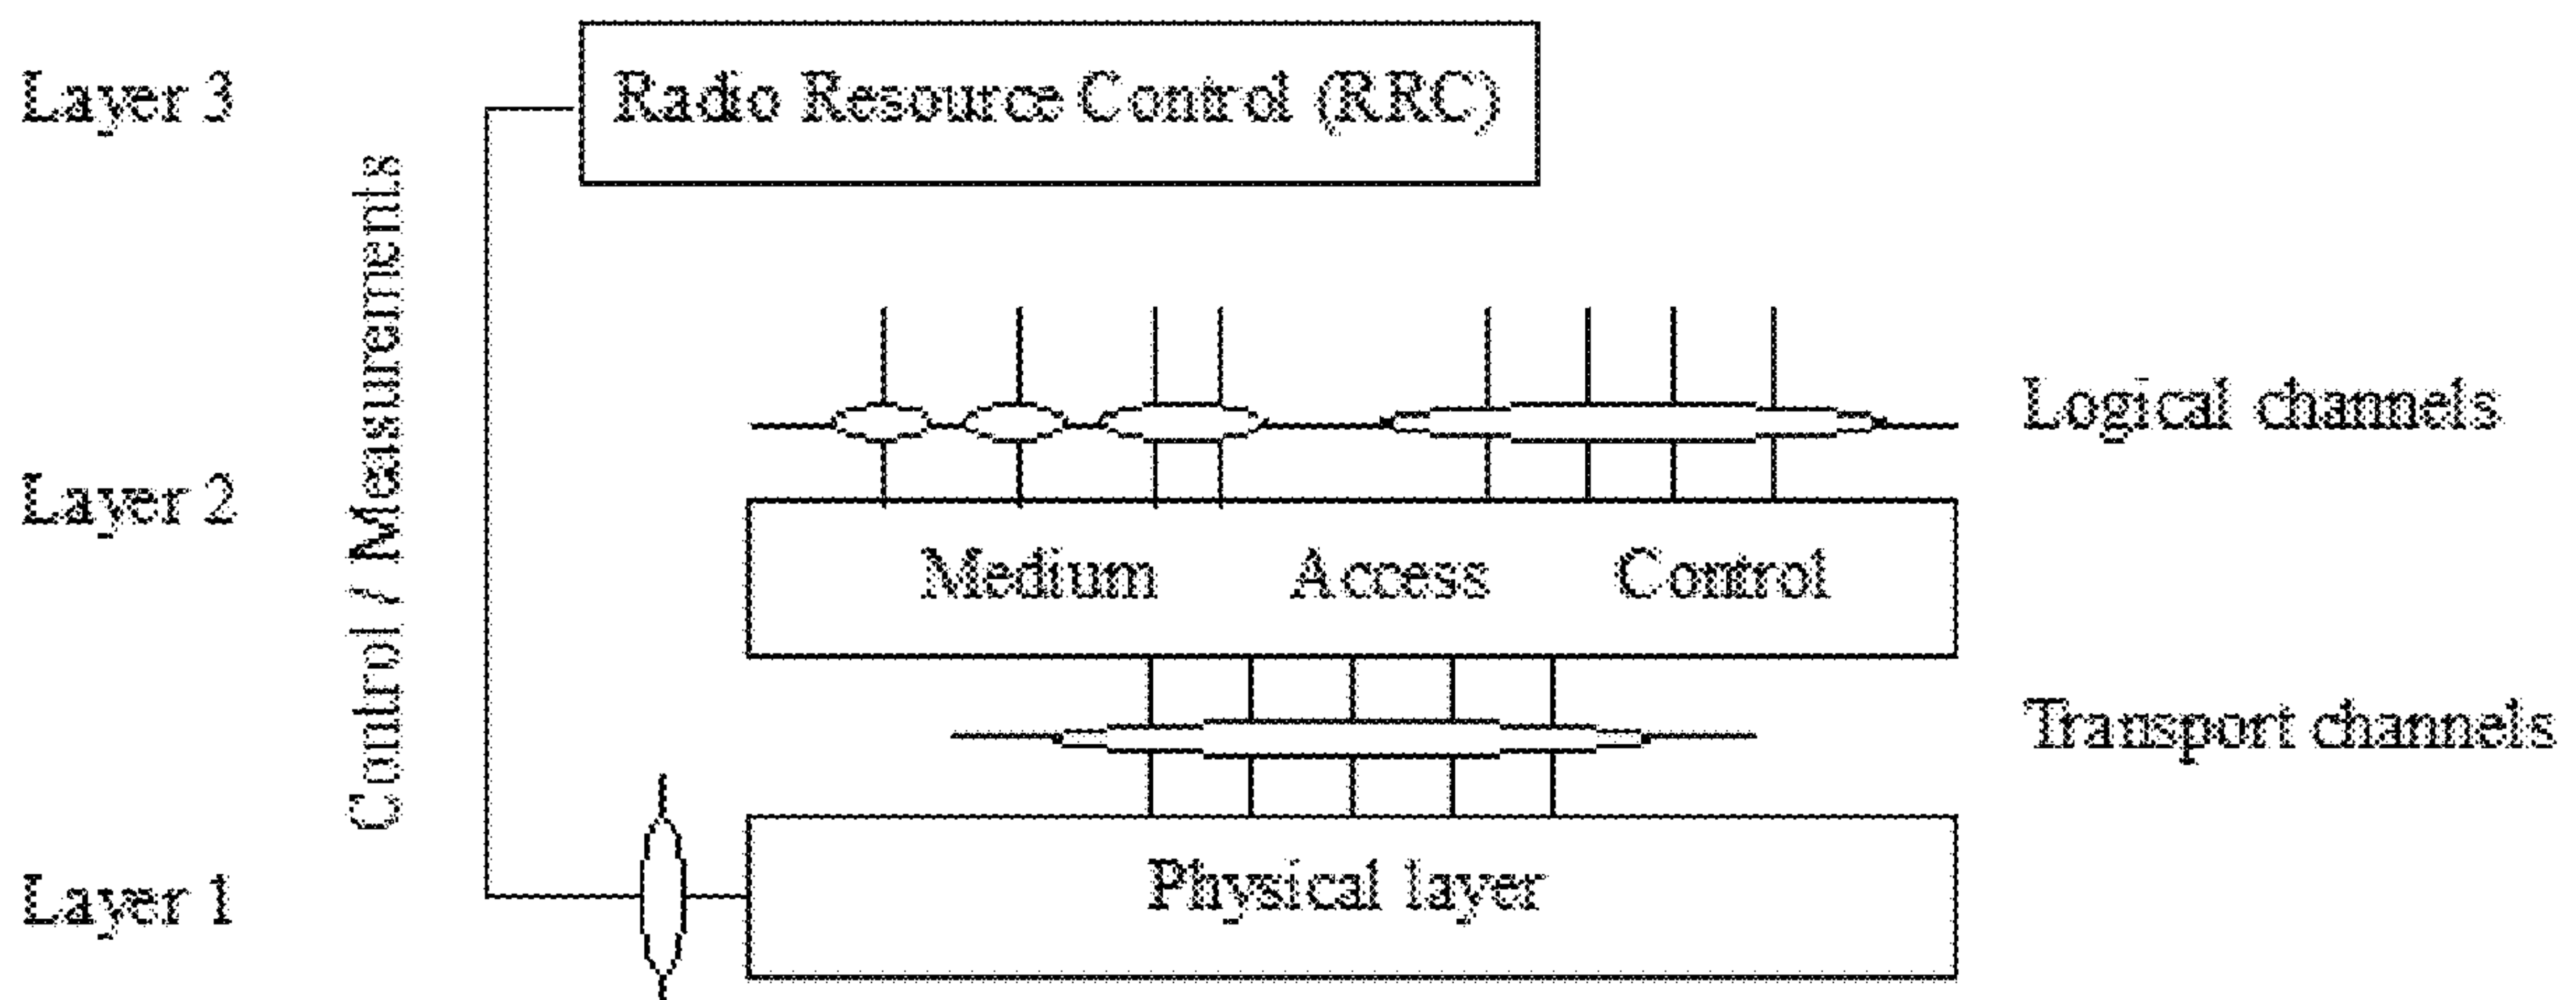 Layer 3
Radio Resource Control (RRC)
Control / Measurements
Logical channels
Layer 2
Medium Access Control
Transport channels
Layer 1
Physical layer